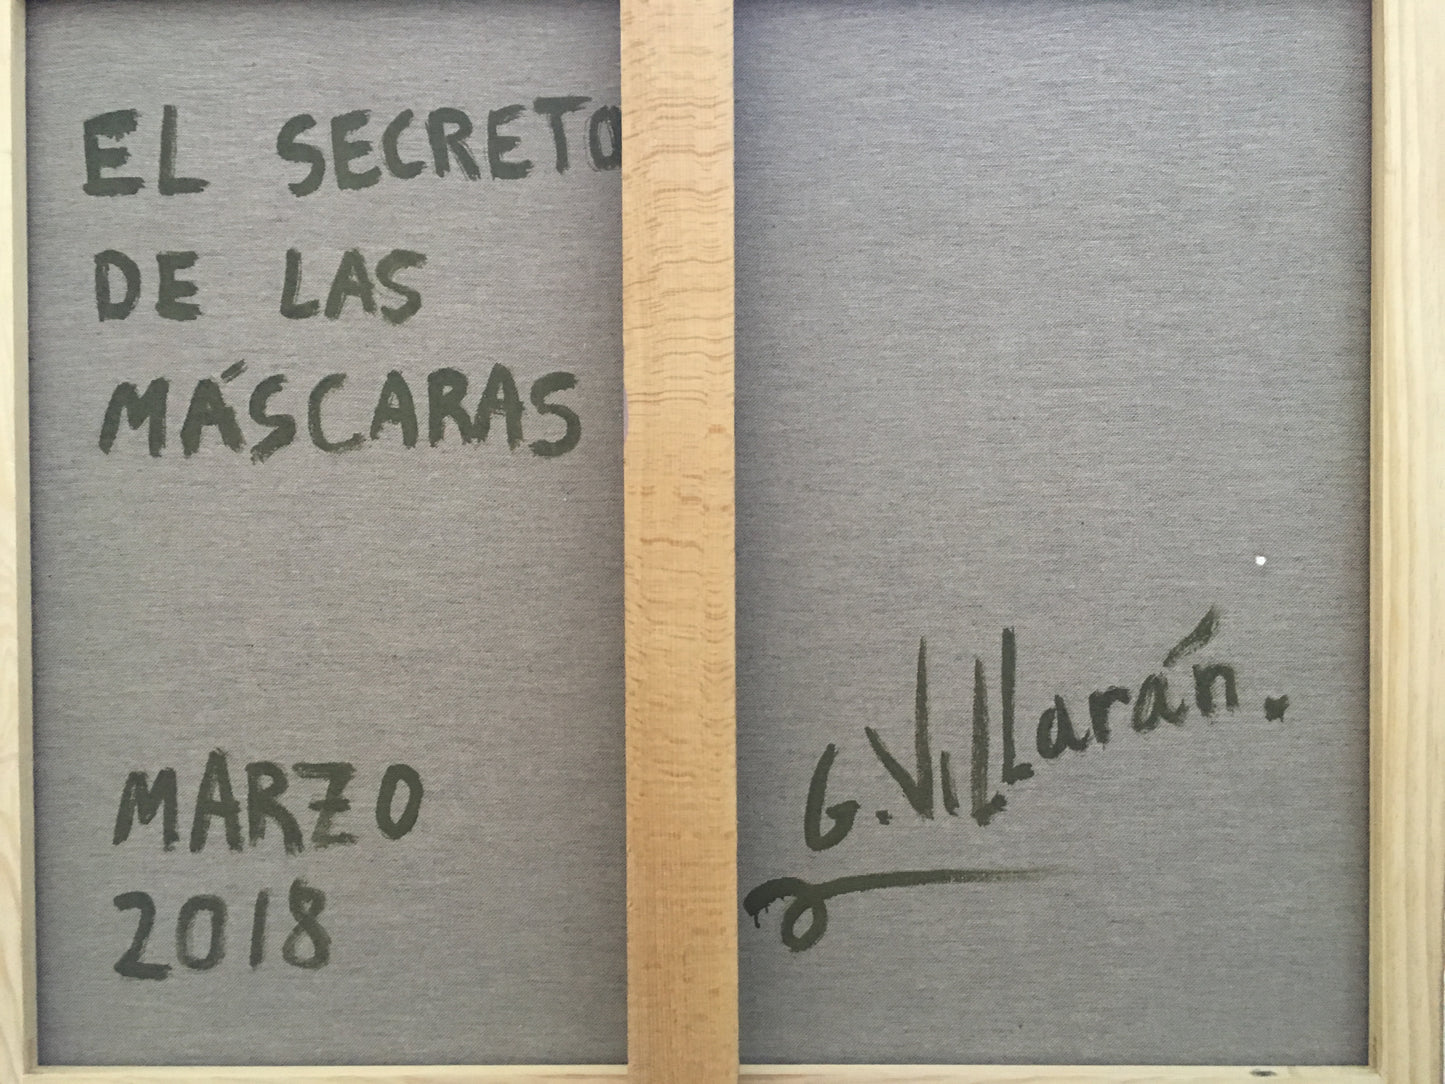 EL SECRETO
DE LAS
MÁSCARAS
MARZO
2018
G. Villarán.